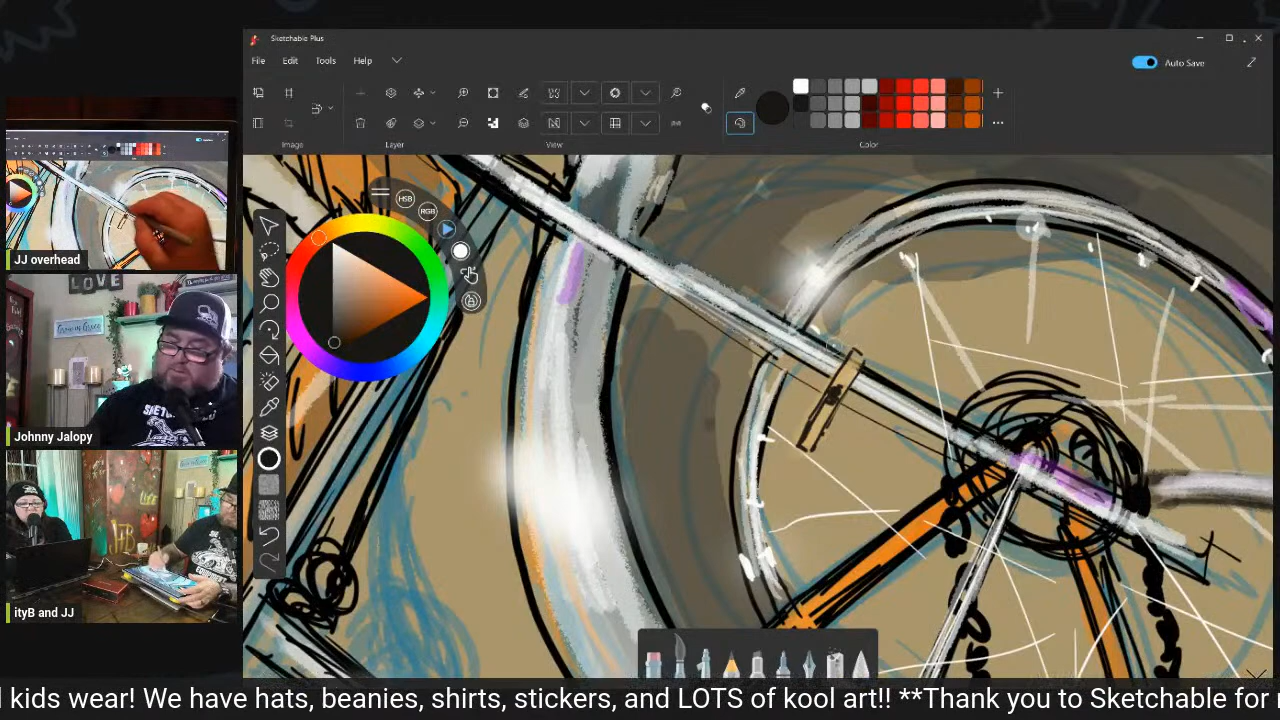 Sketchable Plus
File Edit Tools Help
Auto Save
Image Layer View Color
HSB
RGB
JJ overhead
LOVE
Johnny Jalopy
ityB and JJ
l kids wear! We have hats, beanies, shirts, stickers, and LOTS of kool art!! **Thank you to Sketchable for